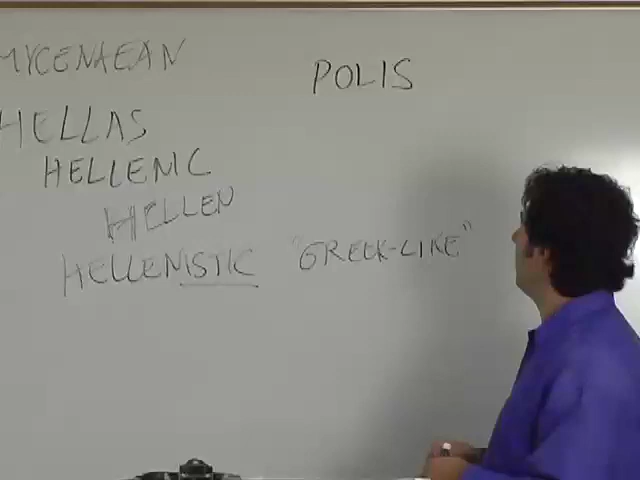 MYCENAEAN
POLIS
HELLAS
HELLENIC
HELLEN
HELLENISTIC "GREEK-LIKE"